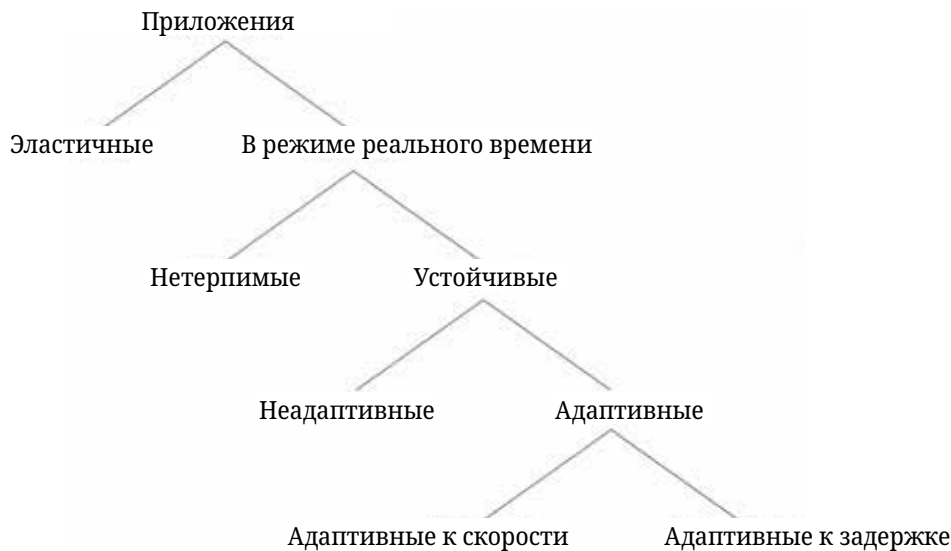 Приложения
Эластичные
В режиме реального времени
Нетерпимые
Устойчивые
Неадаптивные
Адаптивные
Адаптивные к скорости
Адаптивные к задержке